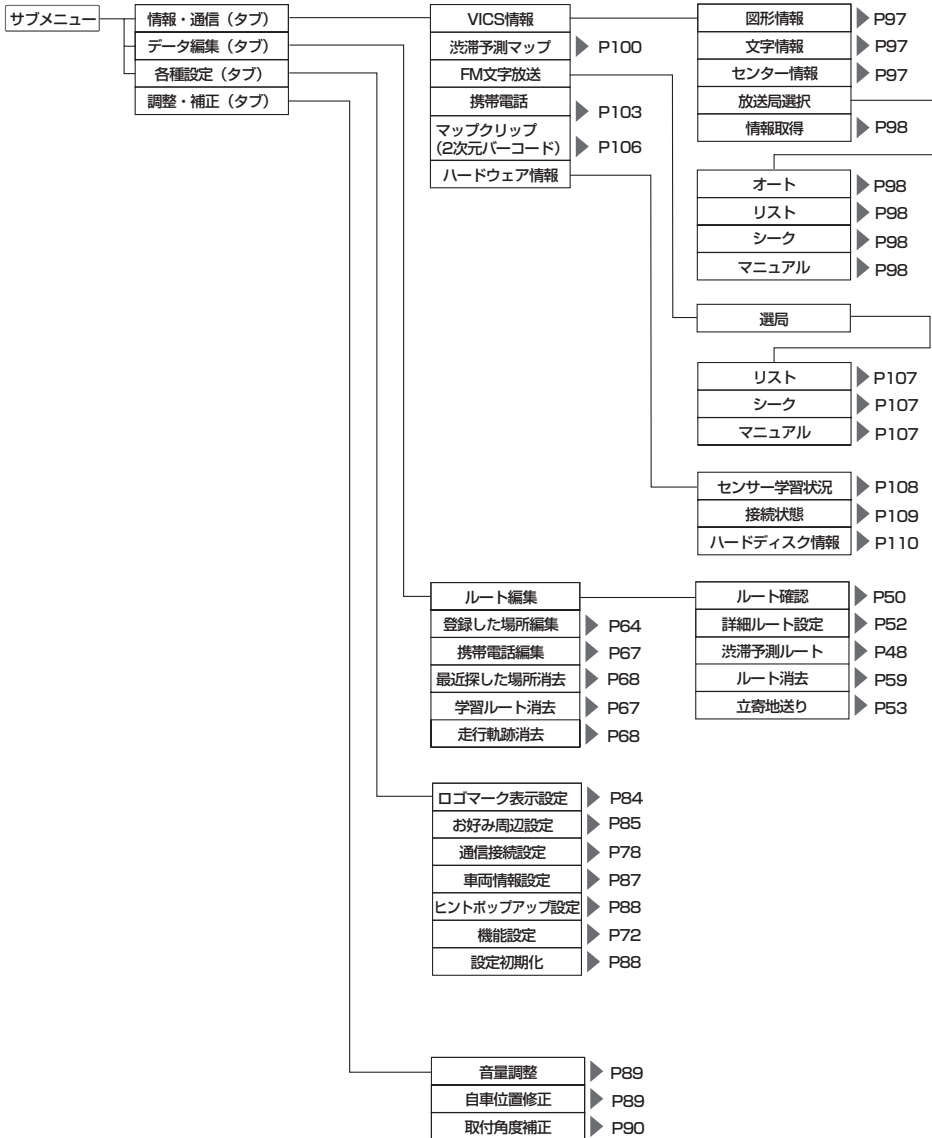 サブメニュー
情報・通信（タブ）
データ編集（タブ）
各種設定（タブ）
調整・補正（タブ）
VICS情報
渋滞予測マップ P100
FM文字放送
携帯電話 P103
マップクリップ
（2次元バーコード） P106
ハードウェア情報
図形情報 P97
文字情報 P97
センター情報 P97
放送局選択
情報取得 P98
オート P98
リスト P98
シーク P98
マニュアル P98
選局
リスト P107
シーク P107
マニュアル P107
センサー学習状況 P108
接続状態 P109
ハードディスク情報 P110
ルート編集
登録した場所編集 P64
携帯電話編集 P67
最近探した場所消去 P68
学習ルート消去 P67
走行軌跡消去 P68
ルート確認 P50
詳細ルート設定 P52
渋滞予測ルート P48
ルート消去 P59
立寄地送り P53
ロゴマーク表示設定 P84
お好み周辺設定 P85
通信接続設定 P78
車両情報設定 P87
ヒントポップアップ設定 P88
機能設定 P72
設定初期化 P88
音量調整 P89
自車位置修正 P89
取付角度補正 P90